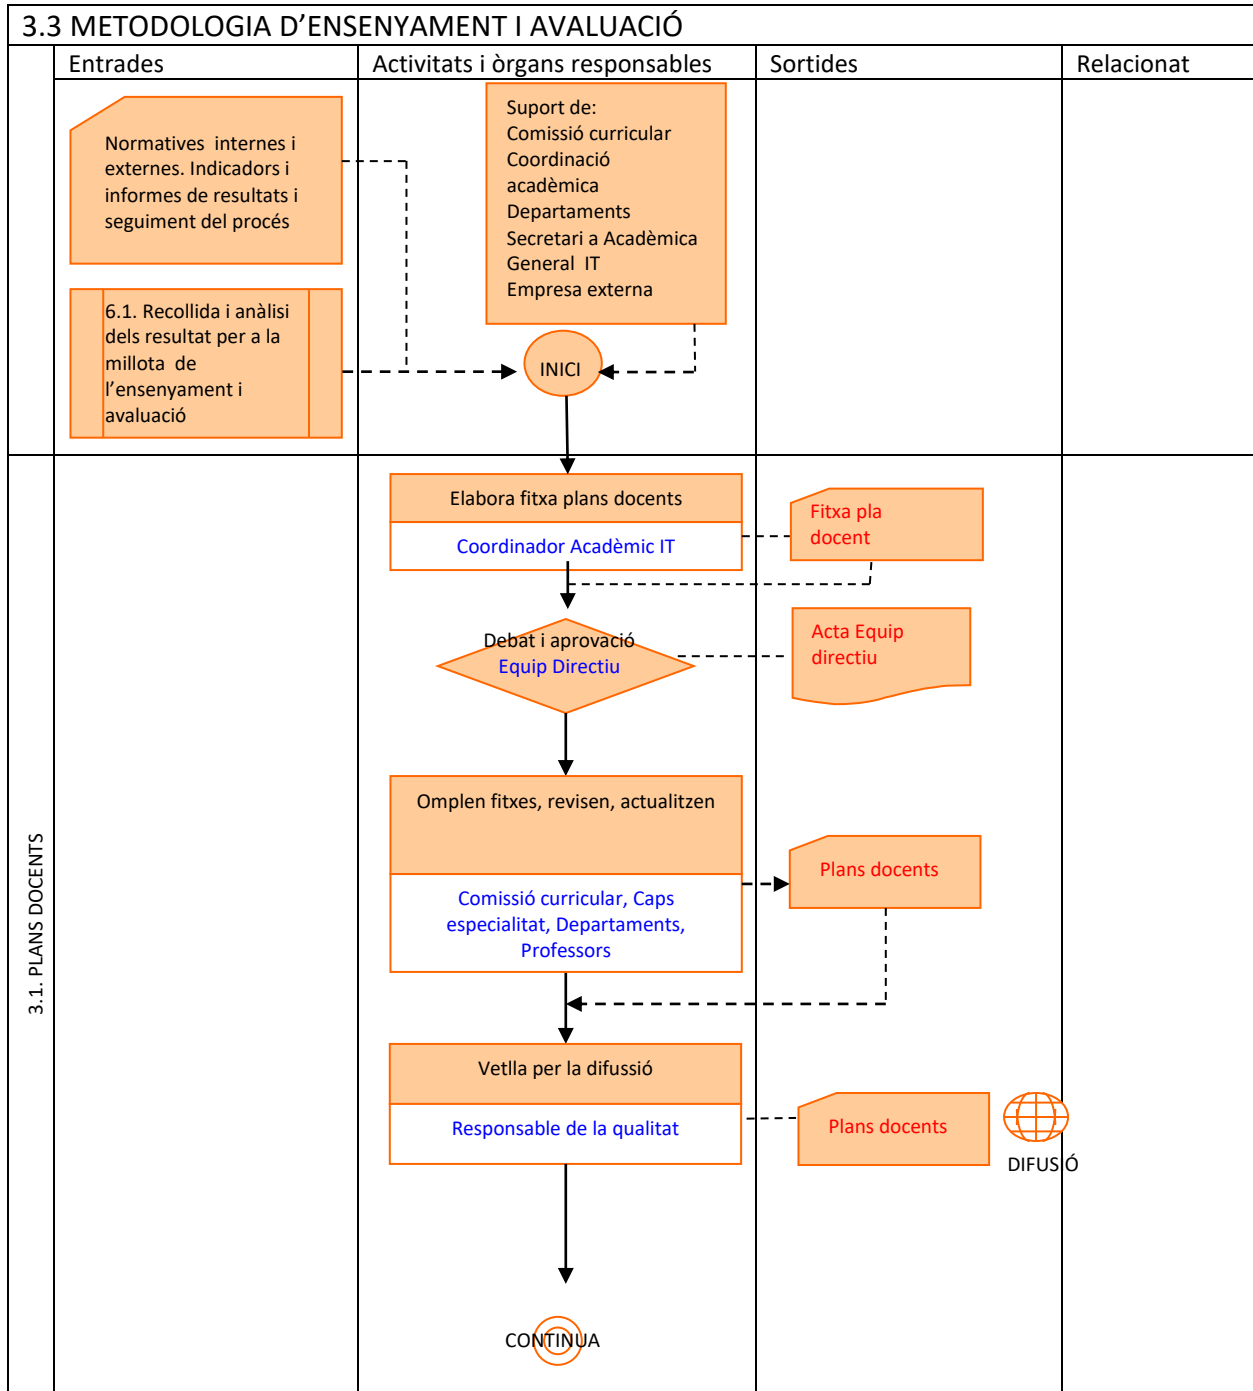 3.3 METODOLOGIA D’ENSENYAMENT I AVALUACIÓ
Entrades
Activitats i òrgans responsables
Sortides
Relacionat
Normatives internes i
externes. Indicadors i
informes de resultats i
seguiment del procés
Suport de:
Comissió curricular
Coordinació
acadèmica
Departaments
Secretari a Acadèmica
General IT
Empresa externa
6.1. Recollida i anàlisi
dels resultat per a la
millota de
l’ensenyament i
avaluació
INICI
3.1. PLANS DOCENTS
Elabora fitxa plans docents
Coordinador Acadèmic IT
Fitxa pla
docent
Debat i aprovació
Equip Directiu
Acta Equip
directiu
Omplen fitxes, revisen, actualitzen
Comissió curricular, Caps
especialitat, Departaments,
Professors
Plans docents
Vetlla per la difussió
Responsable de la qualitat
Plans docents
DIFUSIÓ
CONTINUA